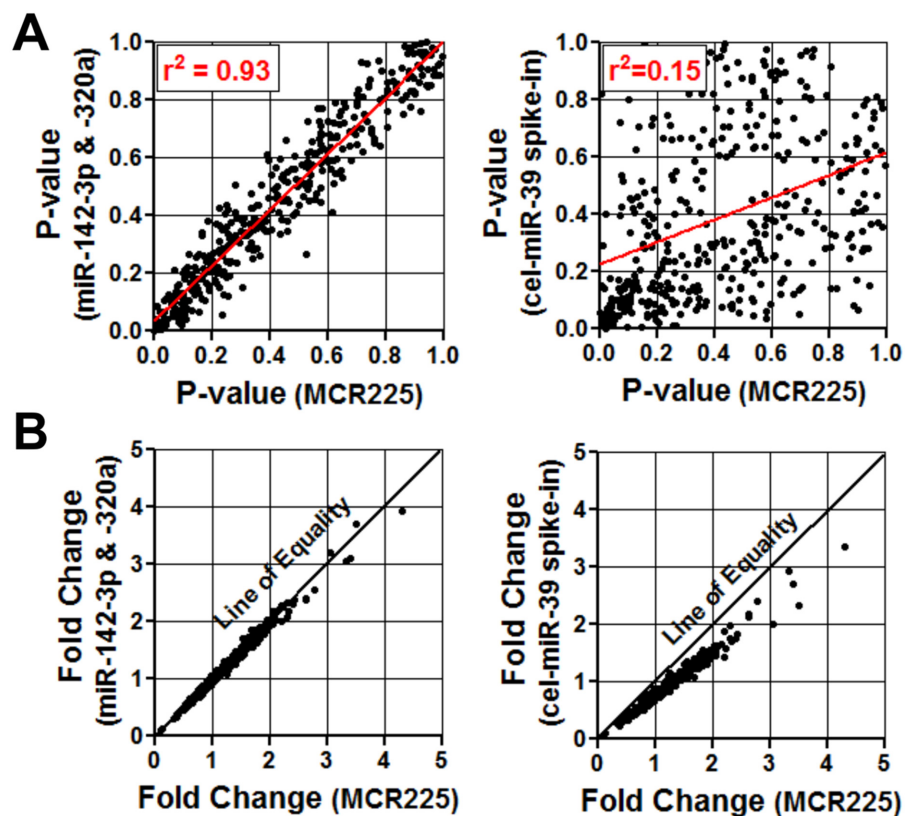 A
P-value
(miR-142-3p & -320a)
1.0
0.8
0.6
0.4
0.2
0.0
r² = 0.93
0.0 0.2 0.4 0.6 0.8 1.0
P-value (MCR225)
P-value
(cel-miR-39 spike-in)
1.0
0.8
0.6
0.4
0.2
0.0
r²=0.15
0.0 0.2 0.4 0.6 0.8 1.0
P-value (MCR225)
B
Fold Change
(miR-142-3p & -320a)
5
4
3
2
1
0
Line of Equality
0 1 2 3 4 5
Fold Change (MCR225)
Fold Change
(cel-miR-39 spike-in)
5
4
3
2
1
0
Line of Equality
0 1 2 3 4 5
Fold Change (MCR225)